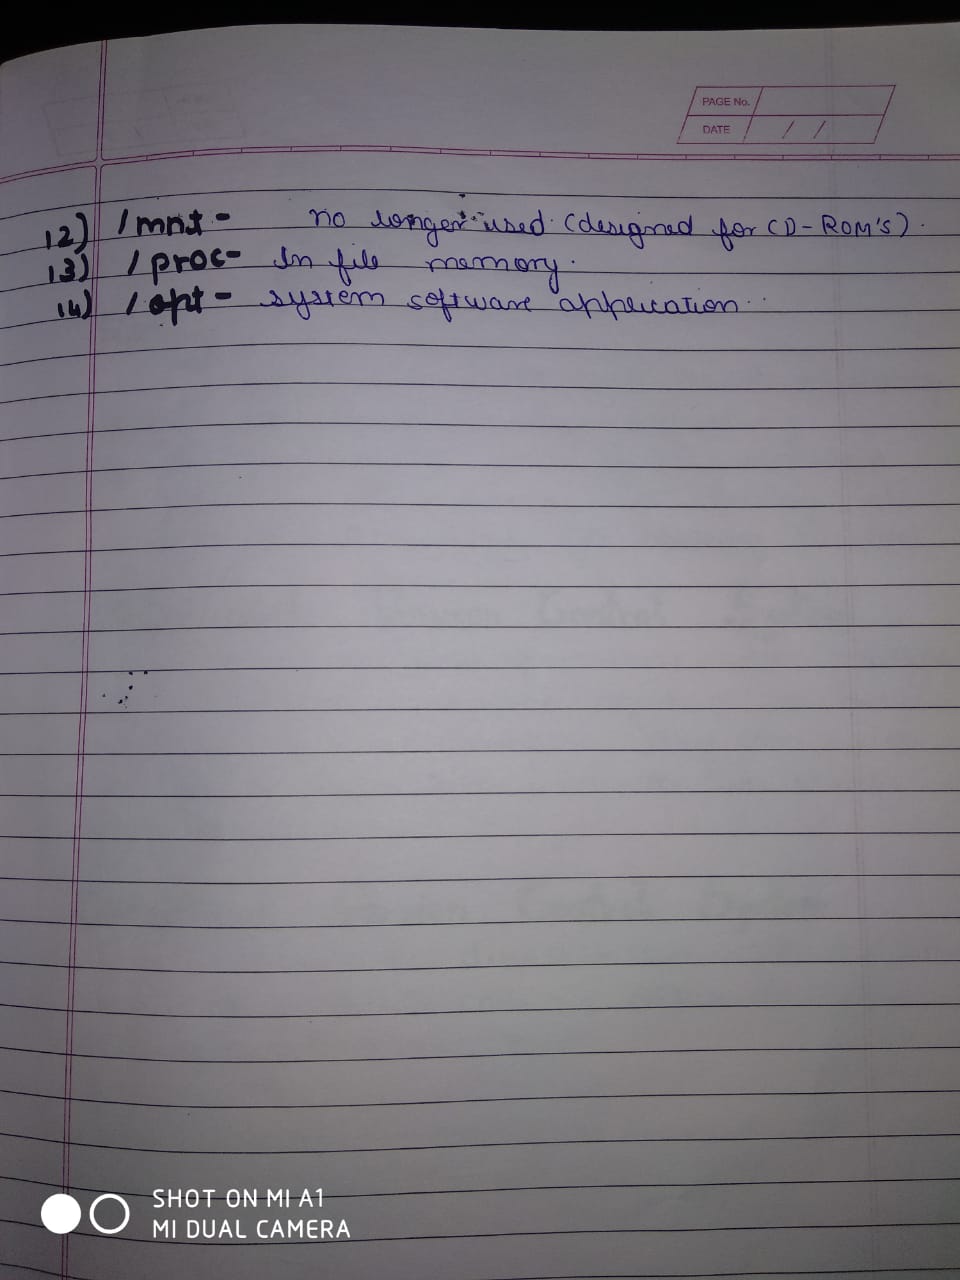 PAGE No.
DATE / /
12) /mnt - no longer used (designed for CD-ROM's).
13) /proc- In file memory.
14) /opt - system software application.
SHOT ON MI A1
MI DUAL CAMERA